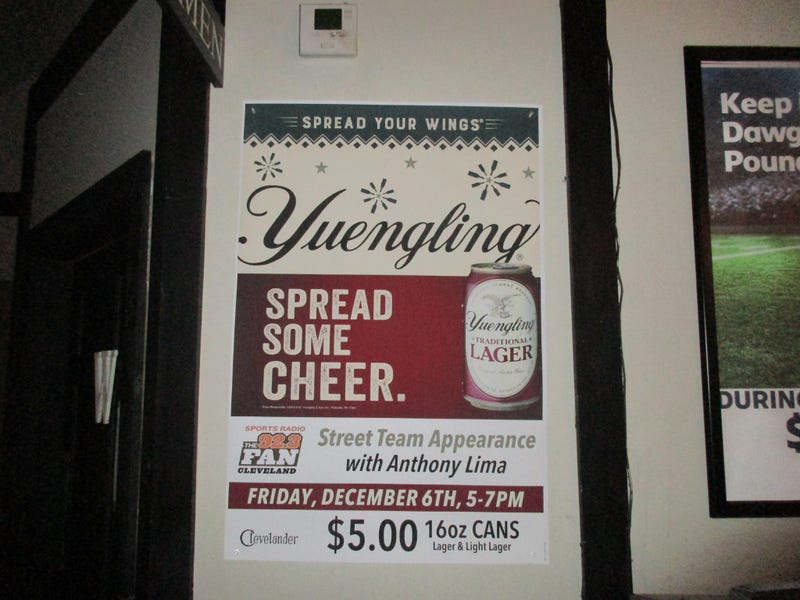 MEN
SPREAD YOUR WINGS®
Yuengling®
SPREAD
SOME
CHEER.
Yuengling
TRADITIONAL
LAGER
SPORTS RADIO
THE 92.3
FAN
CLEVELAND
Street Team Appearance
with Anthony Lima
FRIDAY, DECEMBER 6TH, 5-7PM
Clevelander
$5.00 16oz CANS
Lager & Light Lager
Keep
Dawg
Poun
DURING
$